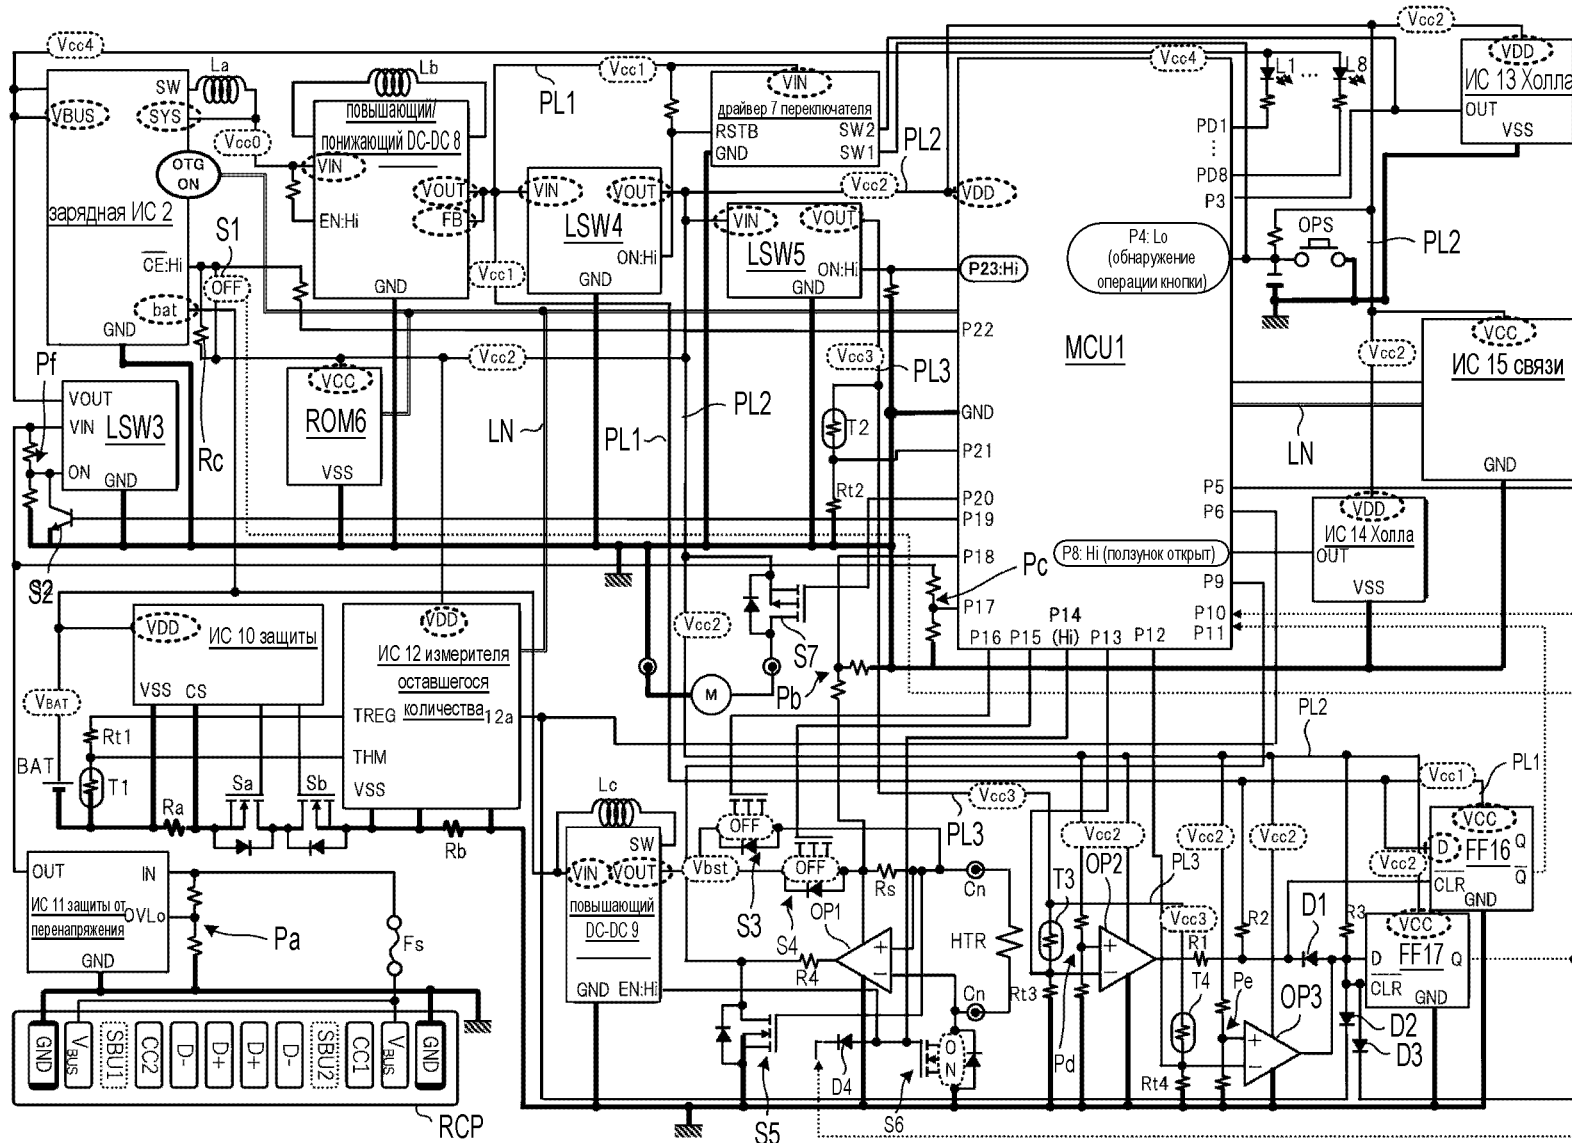 Vcc4
La
SW
VBUS
SYS
Vcc0
OTG
ON
зарядная ИС 2
S1
CE:Hi
OFF
bat
GND
Lb
повышающий/
понижающий DC-DC 8
VIN
EN:Hi
VOUT
FB
GND
Vcc1
PL1
VIN
драйвер 7 переключателя
RSTB
GND
SW2
SW1
PL2
VIN
VOUT
LSW4
ON:Hi
GND
Vcc1
Vcc2
VIN
VOUT
LSW5
ON:Hi
GND
Vcc4
VDD
PD1
PD8
P3
P4: Lo
(обнаружение
операции кнопки)
P23:Hi
P22
MCU1
GND
P21
P20
P19
P18
P17
P16
P15
P14
(Hi)
P13
P12
P11
P10
P9
P8: Hi (ползунок открыт)
P6
P5
L1
...
L8
Vcc2
VDD
ИС 13 Холла
OUT
VSS
OPS
PL2
Vcc2
VCC
ИС 15 связи
GND
LN
VDD
ИС 14 Холла
OUT
VSS
Pf
VOUT
VIN
LSW3
ON
GND
Rc
S2
VCC
ROM6
VSS
Vcc2
LN
PL1
PL2
Vcc3
PL3
T2
Rt2
Pc
Vcc2
S7
Pb
M
VDD
ИС 10 защиты
VSS
CS
VBAT
Rt1
BAT
T1
Ra
Sa
Sb
VDD
ИС 12 измерителя
оставшегося
количества
12a
TREG
THM
VSS
Rb
OUT
IN
ИС 11 защиты от
перенапряжения
OVLo
GND
Pa
Fs
GND
VBUS
SBU1
CC2
D-
D+
D+
D-
SBU2
CC1
VBUS
GND
RCP
Lc
SW
VIN
VOUT
повышающий
DC-DC 9
GND
EN:Hi
Vbst
OFF
S3
OFF
S4
OP1
R4
Rs
Cn
HTR
Cn
S5
D4
S6
O
N
PL3
Vcc3
T3
Rt3
Pd
Vcc2
OP2
PL3
R1
Vcc3
T4
Rt4
Vcc2
Pe
R2
Vcc2
OP3
D1
R3
PL2
Vcc1
PL1
VCC
D
Q
FF16
CLR
Q
GND
Vcc2
VCC
D
FF17
Q
CLR
GND
D2
D3